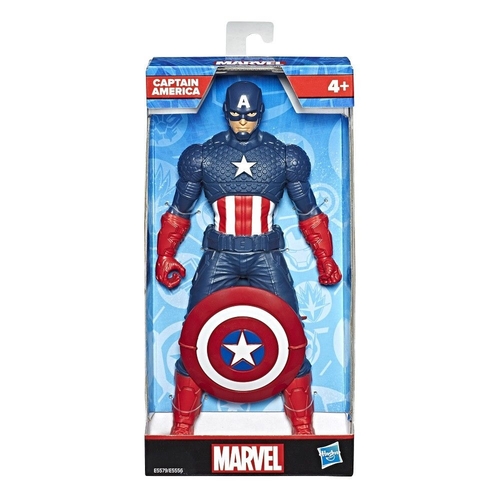 MARVEL
CAPTAIN
AMERICA
4+
A
MARVEL
E5579/E5556
Hasbro